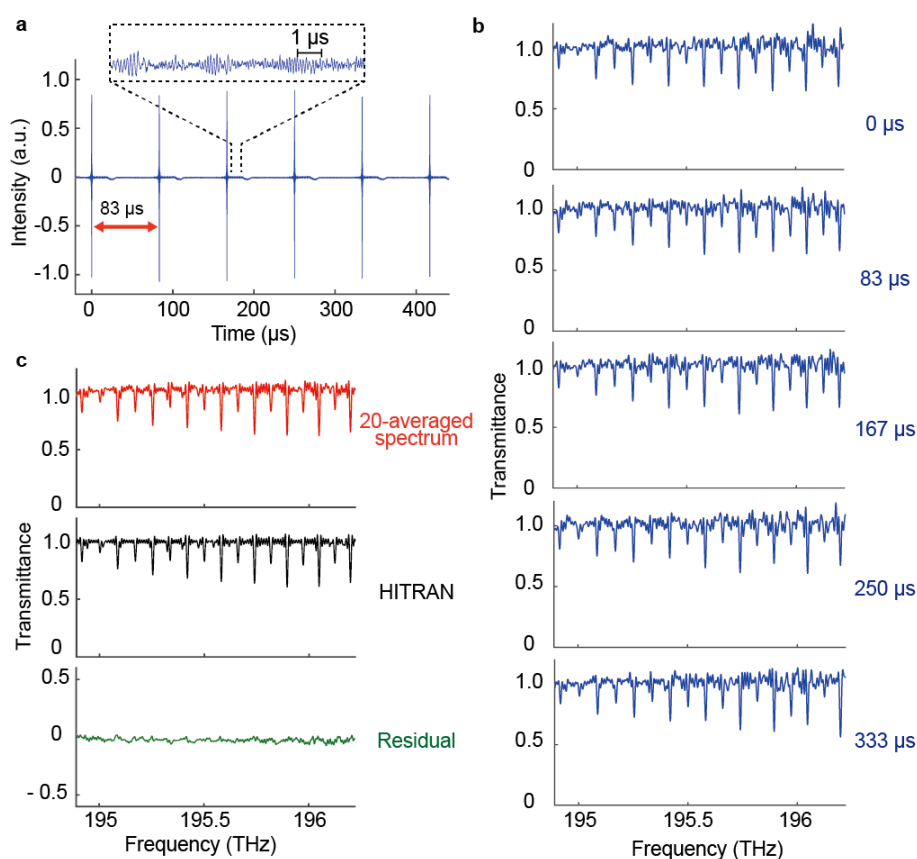 a
1 µs
1.0
0.5
0
-0.5
-1.0
Intensity (a.u.)
83 µs
0
100
200
300
400
Time (µs)
b
1.0
0.5
0
0 µs
1.0
0.5
0
83 µs
1.0
0.5
0
167 µs
1.0
0.5
0
250 µs
1.0
0.5
0
333 µs
Transmittance
195
195.5
196
Frequency (THz)
c
1.0
0.5
0
20-averaged
spectrum
1.0
0.5
0
HITRAN
Transmittance
0.5
0
- 0.5
Residual
195
195.5
196
Frequency (THz)